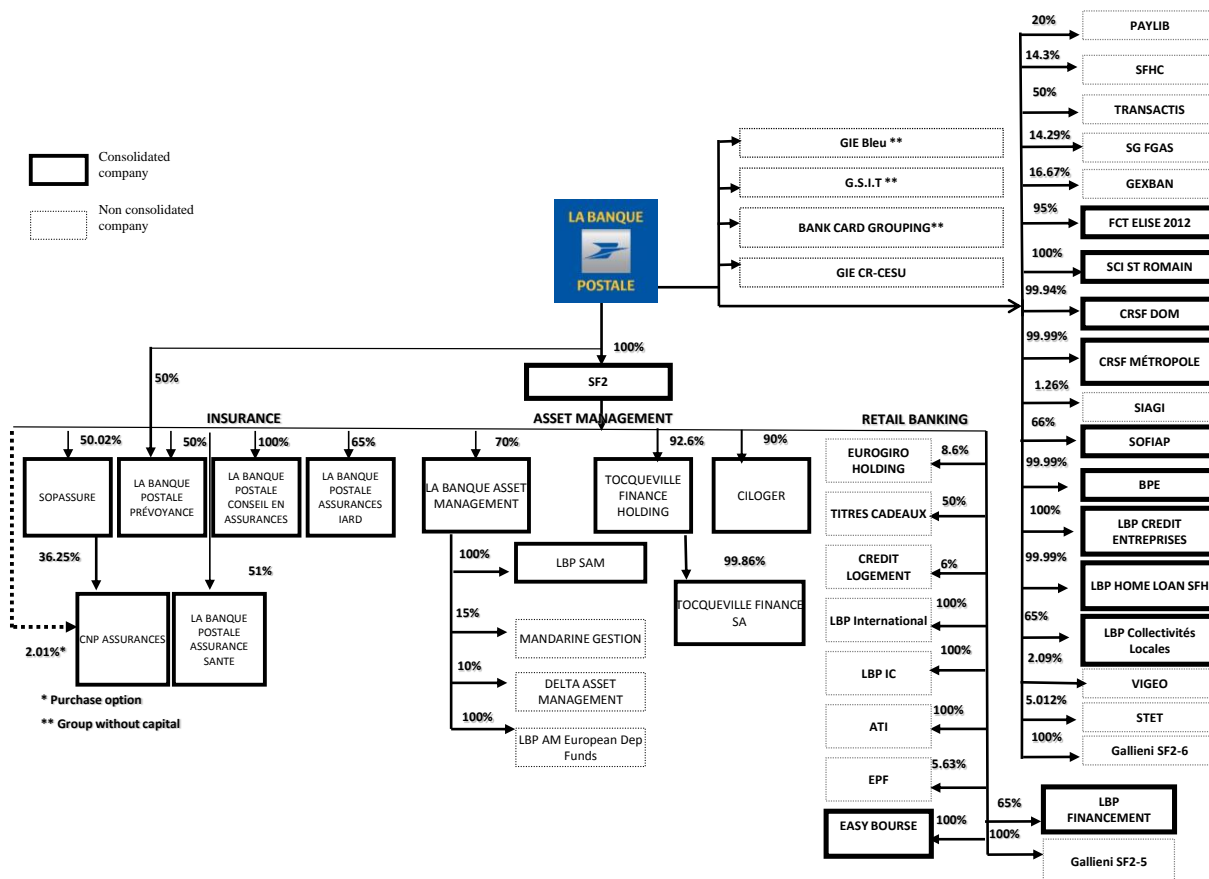 Consolidated
company
Non consolidated
company
LA BANQUE
POSTALE
GIE Bleu **
G.S.I.T **
BANK CARD GROUPING**
GIE CR-CESU
20%
PAYLIB
14.3%
SFHC
50%
TRANSACTIS
14.29%
SG FGAS
16.67%
GEXBAN
95%
FCT ELISE 2012
100%
SCI ST ROMAIN
99.94%
CRSF DOM
99.99%
CRSF MÉTROPOLE
1.26%
SIAGI
66%
SOFIAP
99.99%
BPE
100%
LBP CREDIT
ENTREPRISES
99.99%
LBP HOME LOAN SFH
65%
LBP Collectivités
Locales
2.09%
VIGEO
5.012%
STET
100%
Gallieni SF2-6
100%
SF2
50%
INSURANCE
50.02%
SOPASSURE
50%
LA BANQUE
POSTALE
PRÉVOYANCE
100%
LA BANQUE
POSTALE
CONSEIL EN
ASSURANCES
65%
LA BANQUE
POSTALE
ASSURANCES
IARD
36.25%
CNP ASSURANCES
2.01%*
51%
LA BANQUE
POSTALE
ASSURANCE
SANTE
* Purchase option
** Group without capital
ASSET MANAGEMENT
70%
LA BANQUE ASSET
MANAGEMENT
92.6%
TOCQUEVILLE
FINANCE
HOLDING
90%
CILOGER
100%
LBP SAM
99.86%
TOCQUEVILLE FINANCE
SA
15%
MANDARINE GESTION
10%
DELTA ASSET
MANAGEMENT
100%
LBP AM European Dep
Funds
RETAIL BANKING
EUROGIRO
HOLDING
8.6%
TITRES CADEAUX
50%
CREDIT
LOGEMENT
6%
LBP International
100%
LBP IC
100%
ATI
100%
EPF
5.63%
EASY BOURSE
100%
65%
LBP
FINANCEMENT
100%
Gallieni SF2-5